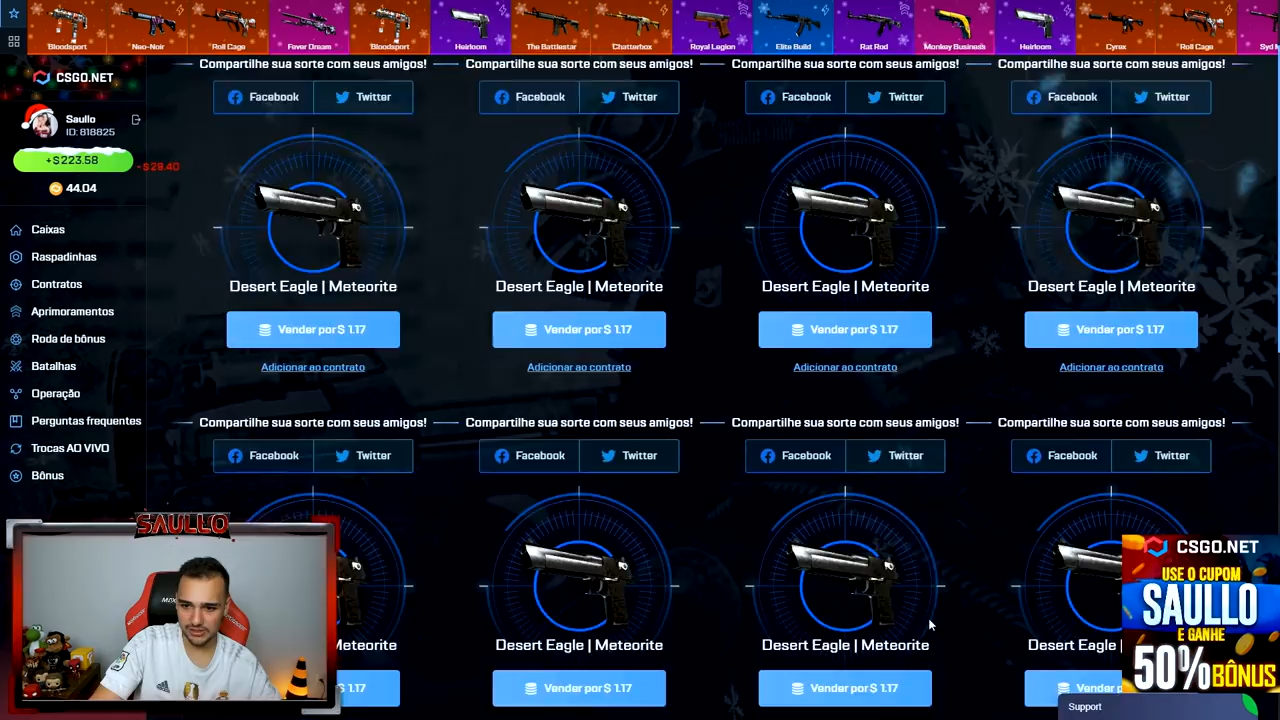 Bloodsport
Neo-Noir
Roll Cage
Fever Dream
Bloodsport
Heirloom
The Battlestar
Chatterbox
Royal Legion
Elite Build
Rat Rod
Monkey Business
Heirloom
Cyrex
Roll Cage
CSGO.NET
Saullo
ID: 818825
+$ 223.58
- $ 29.40
44.04
Caixas
Raspadinhas
Contratos
Aprimoramentos
Roda de bônus
Batalhas
Operação
Perguntas frequentes
Trocas AO VIVO
Bônus
Compartilhe sua sorte com seus amigos!
Compartilhe sua sorte com seus amigos!
Compartilhe sua sorte com seus amigos!
Compartilhe sua sorte com seus amigos!
Facebook
Twitter
Facebook
Twitter
Facebook
Twitter
Facebook
Twitter
Desert Eagle | Meteorite
Desert Eagle | Meteorite
Desert Eagle | Meteorite
Desert Eagle | Meteorite
Vender por $ 1.17
Vender por $ 1.17
Vender por $ 1.17
Vender por $ 1.17
Adicionar ao contrato
Adicionar ao contrato
Adicionar ao contrato
Adicionar ao contrato
Compartilhe sua sorte com seus amigos!
Compartilhe sua sorte com seus amigos!
Compartilhe sua sorte com seus amigos!
Compartilhe sua sorte com seus amigos!
Facebook
Twitter
Facebook
Twitter
Facebook
Twitter
Facebook
Twitter
Meteorite
Desert Eagle | Meteorite
Desert Eagle | Meteorite
Desert Ea
$ 1.17
Vender por $ 1.17
Vender por $ 1.17
SAULLO
CSGO.NET
USE O CUPOM
SAULLO
E GANHE
50% BÔNUS
Support